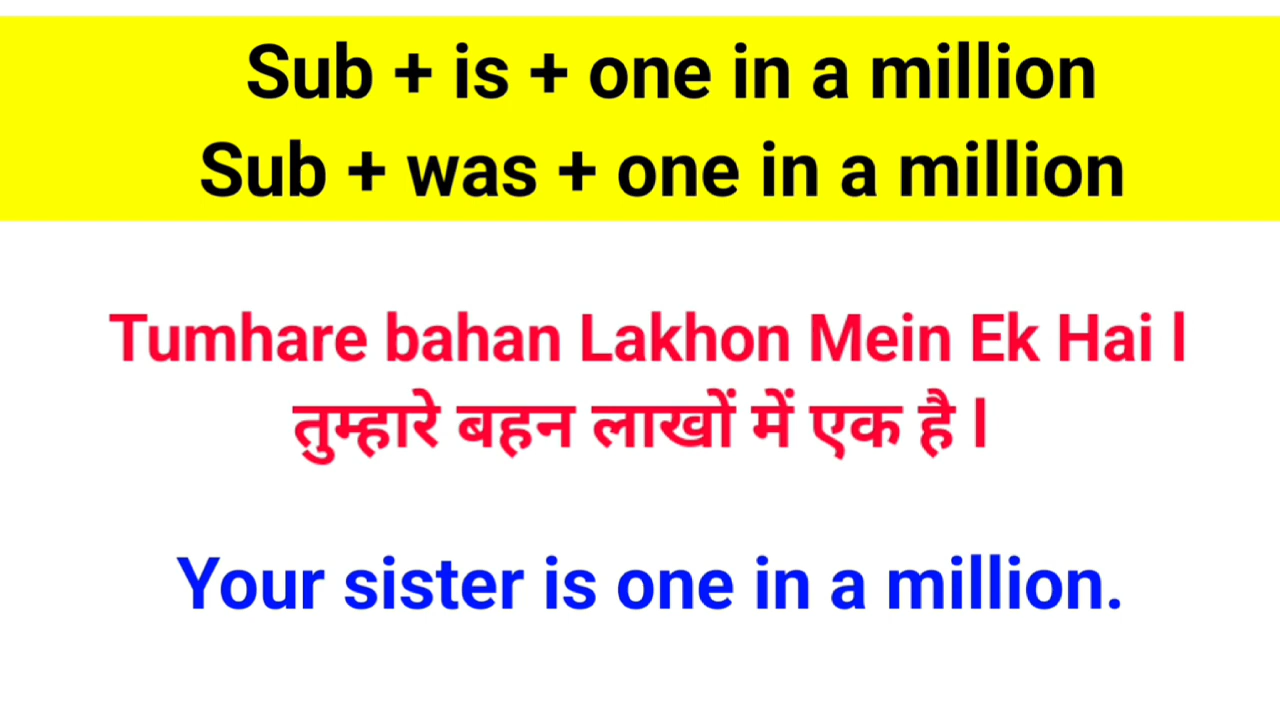 Sub + is + one in a million
Sub + was + one in a million
Tumhare bahan Lakhon Mein Ek Hai l
तुम्हारे बहन लाखों में एक है l
Your sister is one in a million.